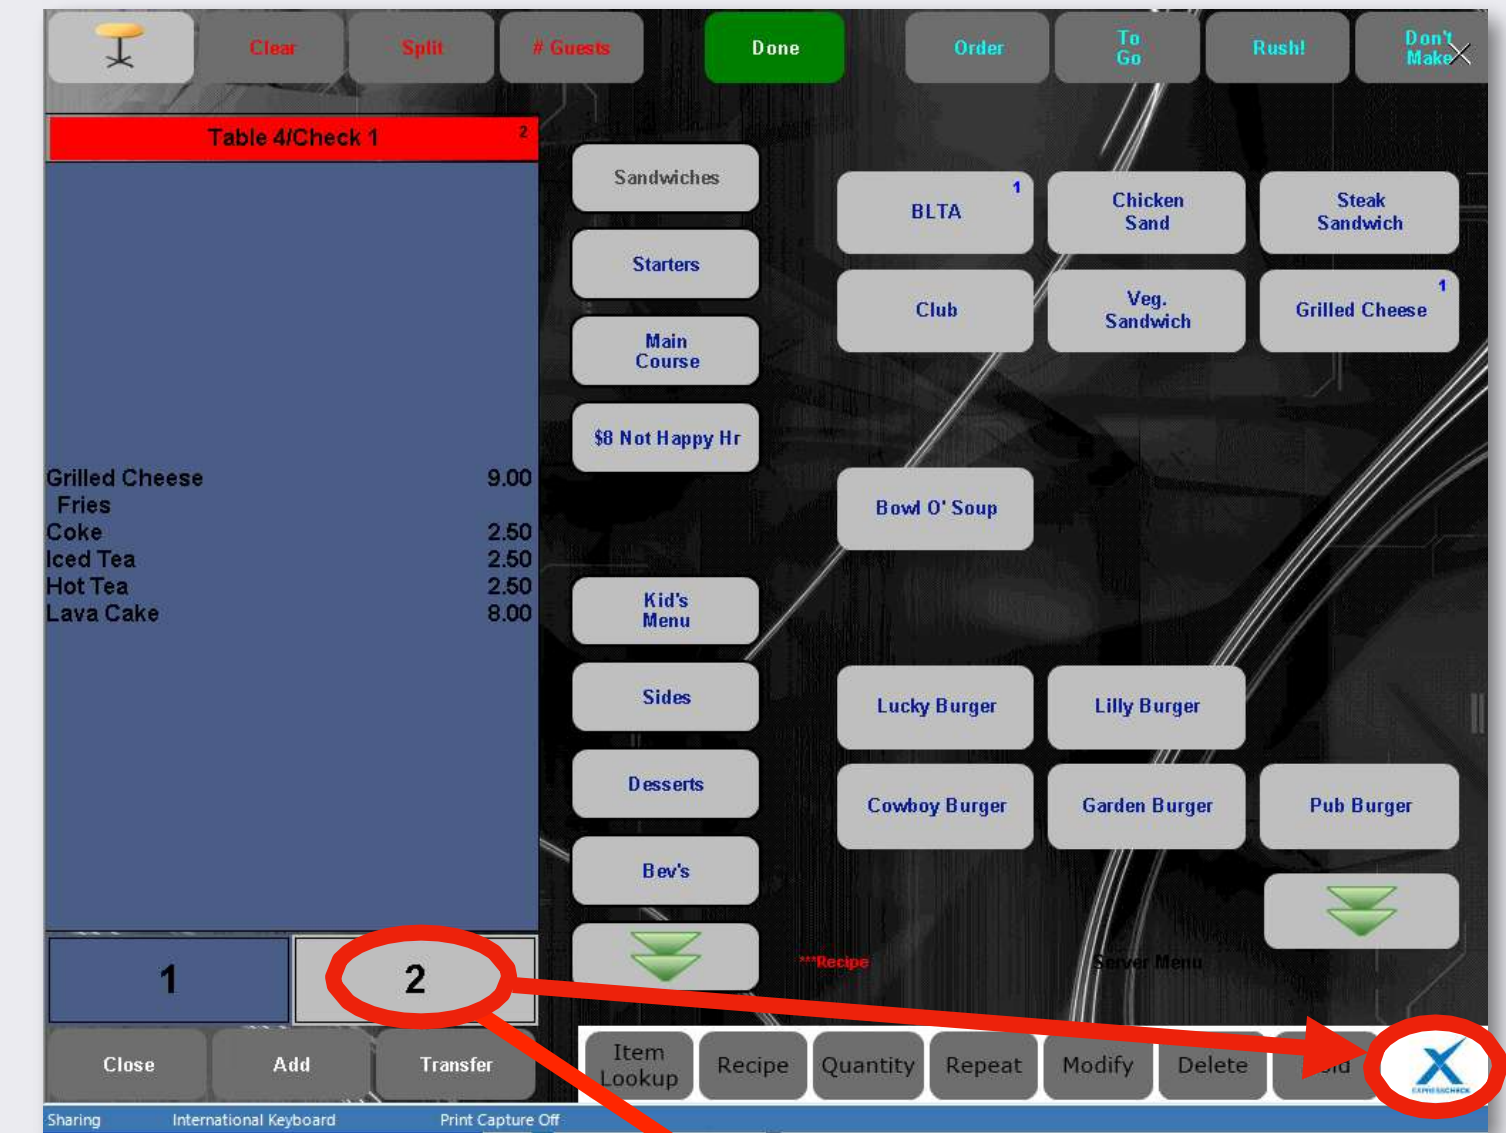 Clear
Split
# Guests
Done
Order
To
Go
Rush!
Don't
Make
Table 4/Check 1
2
Sandwiches
Starters
Main
Course
$8 Not Happy Hr
Kid's
Menu
Sides
Desserts
Bev's
BLTA
1
Chicken
Sand
Steak
Sandwich
Club
Veg.
Sandwich
Grilled Cheese
1
Bowl O' Soup
Lucky Burger
Lilly Burger
Cowboy Burger
Garden Burger
Pub Burger
Grilled Cheese 9.00
Fries
Coke 2.50
Iced Tea 2.50
Hot Tea 2.50
Lava Cake 8.00
***Recipe
Server Menu
1
2
Close
Add
Transfer
Item
Lookup
Recipe
Quantity
Repeat
Modify
Delete
X
EXPRESSCHECK
Sharing
International Keyboard
Print Capture Off